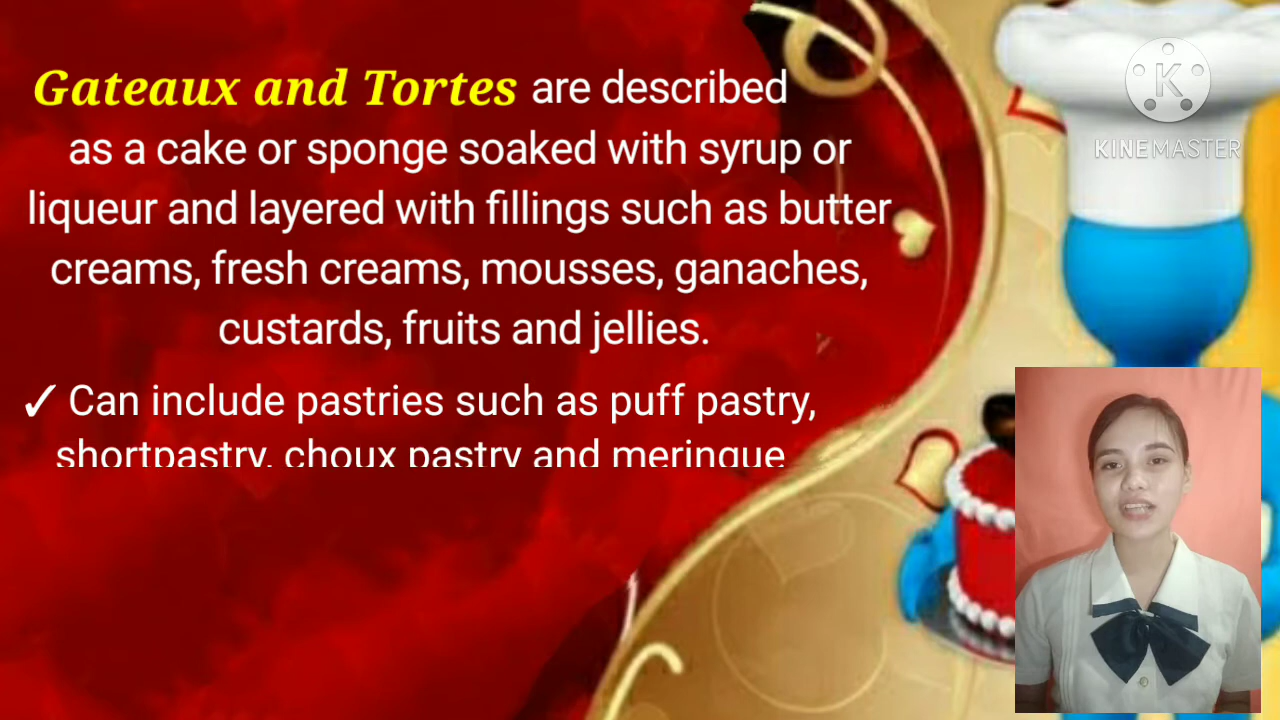 Gateaux and Tortes are described
as a cake or sponge soaked with syrup or
liqueur and layered with fillings such as butter
creams, fresh creams, mousses, ganaches,
custards, fruits and jellies.
✓ Can include pastries such as puff pastry,
shortpastry, choux pastry and meringue
K
KINEMASTER